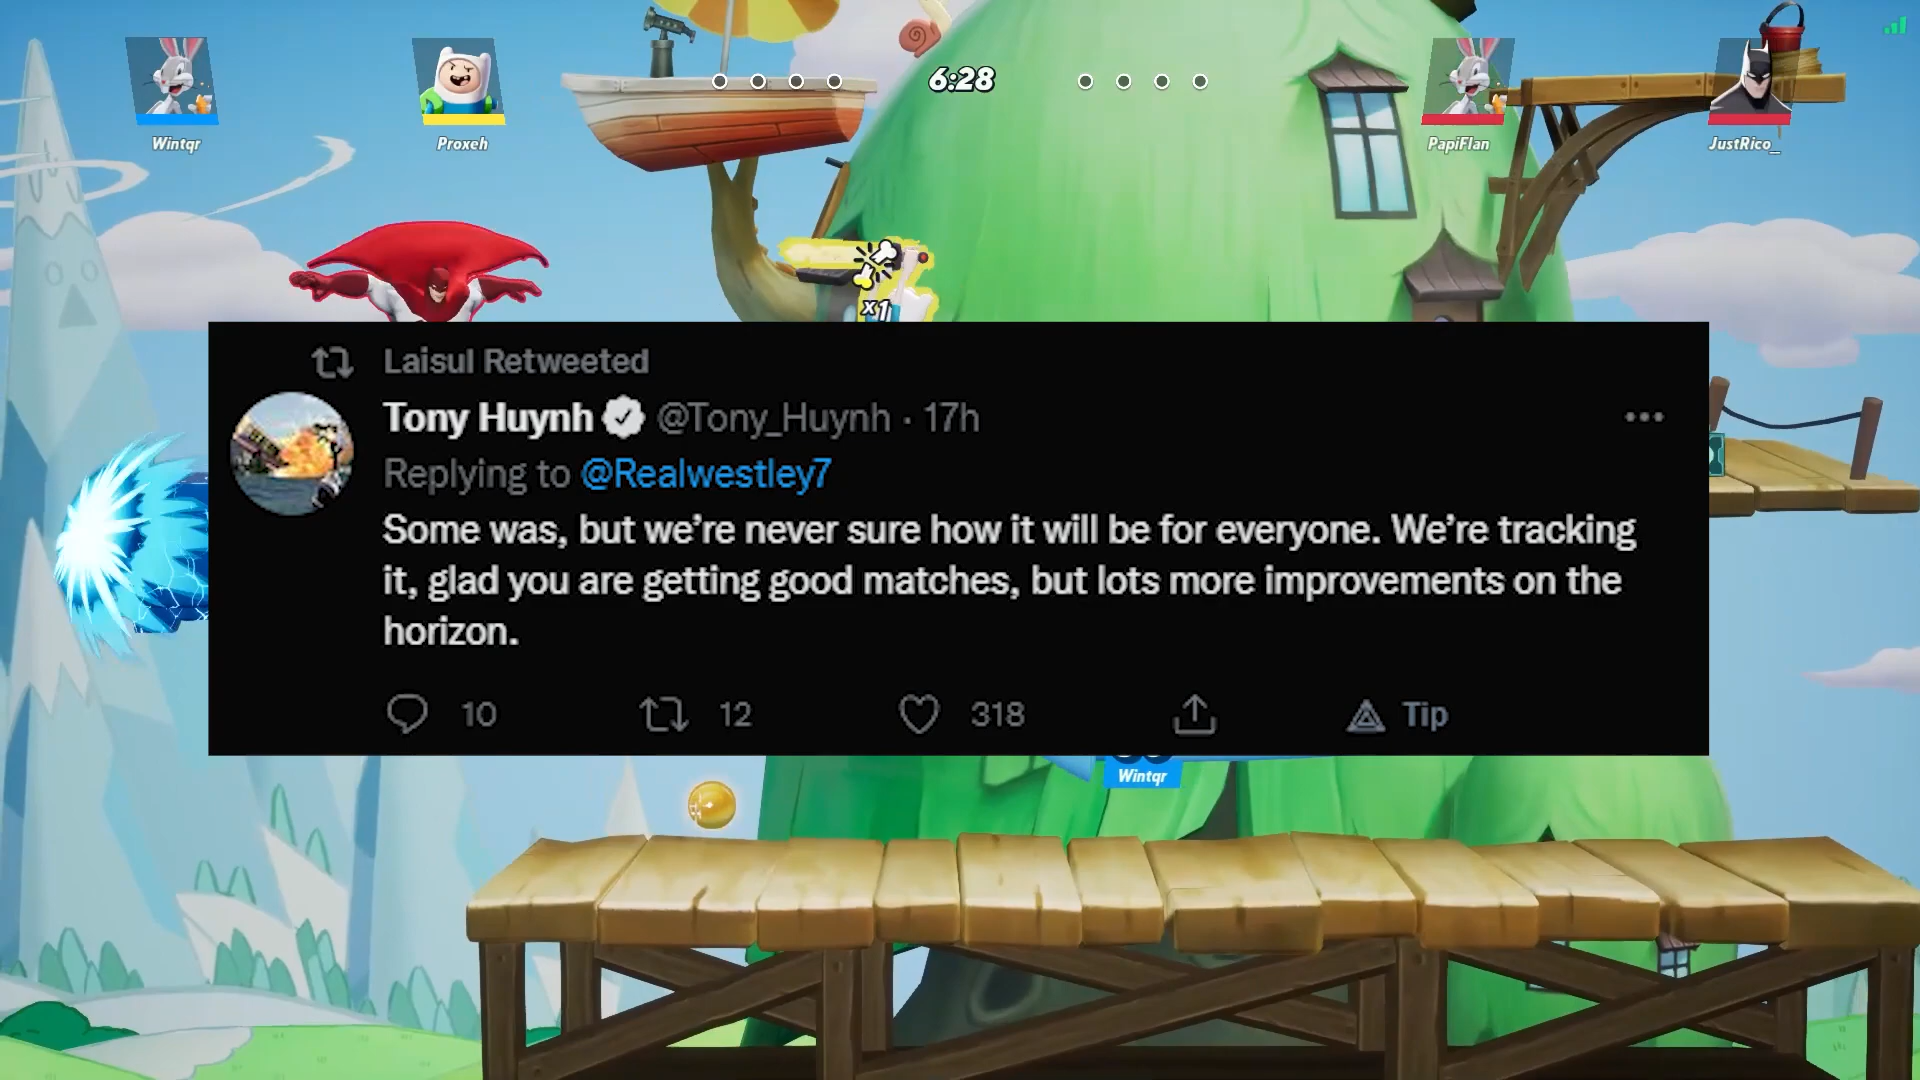 6:28
Wintqr
Proxeh
PapiFlan
JustRico_
x1
Laisul Retweeted
Tony Huynh @Tony_Huynh · 17h
Replying to @Realwestley7
Some was, but we’re never sure how it will be for everyone. We’re tracking
it, glad you are getting good matches, but lots more improvements on the
horizon.
10 12 318 Tip
Wintqr